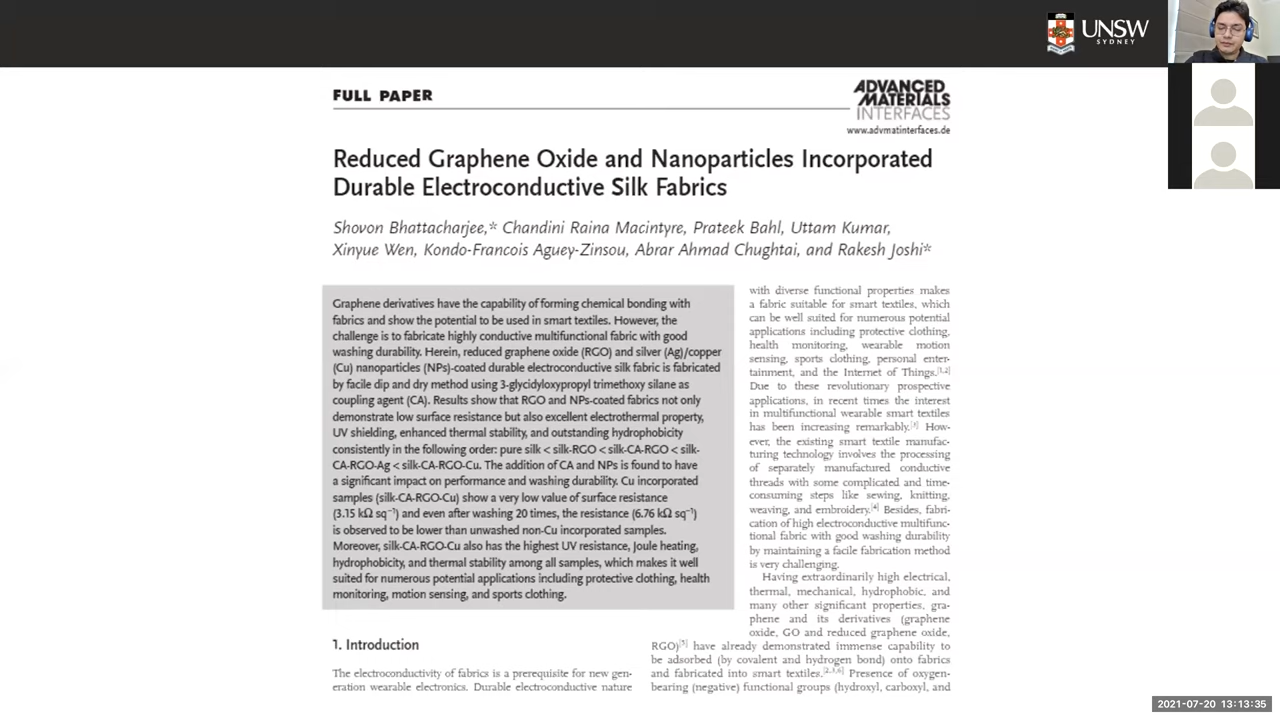 UNSW
SYDNEY
FULL PAPER
ADVANCED
MATERIALS
INTERFACES
www.advmatinterfaces.de
Reduced Graphene Oxide and Nanoparticles Incorporated
Durable Electroconductive Silk Fabrics
Shovon Bhattacharjee,* Chandini Raina Macintyre, Prateek Bahl, Uttam Kumar,
Xinyue Wen, Kondo-Francois Aguey-Zinsou, Abrar Ahmad Chughtai, and Rakesh Joshi*
Graphene derivatives have the capability of forming chemical bonding with
fabrics and show the potential to be used in smart textiles. However, the
challenge is to fabricate highly conductive multifunctional fabric with good
washing durability. Herein, reduced graphene oxide (RGO) and silver (Ag)/copper
(Cu) nanoparticles (NPs)-coated durable electroconductive silk fabric is fabricated
by facile dip and dry method using 3-glycidyloxypropyl trimethoxy silane as
coupling agent (CA). Results show that RGO and NPs-coated fabrics not only
demonstrate low surface resistance but also excellent electrothermal property,
UV shielding, enhanced thermal stability, and outstanding hydrophobicity
consistently in the following order: pure silk < silk-RGO < silk-CA-RGO < silk-
CA-RGO-Ag < silk-CA-RGO-Cu. The addition of CA and NPs is found to have
a significant impact on performance and washing durability. Cu incorporated
samples (silk-CA-RGO-Cu) show a very low value of surface resistance
(3.15 kΩ sq⁻¹) and even after washing 20 times, the resistance (6.76 kΩ sq⁻¹)
is observed to be lower than unwashed non-Cu incorporated samples.
Moreover, silk-CA-RGO-Cu also has the highest UV resistance, Joule heating,
hydrophobicity, and thermal stability among all samples, which makes it well
suited for numerous potential applications including protective clothing, health
monitoring, motion sensing, and sports clothing.
1. Introduction
The electroconductivity of fabrics is a prerequisite for new gen-
eration wearable electronics. Durable electroconductive nature
with diverse functional properties makes
a fabric suitable for smart textiles, which
can be well suited for numerous potential
applications including protective clothing,
health monitoring, wearable motion
sensing, sports clothing, personal enter-
tainment, and the Internet of Things.[1,2]
Due to these revolutionary prospective
applications, in recent times the interest
in multifunctional wearable smart textiles
has been increasing remarkably.[3] How-
ever, the existing smart textile manufac-
turing technology involves the processing
of separately manufactured conductive
threads with some complicated and time-
consuming steps like sewing, knitting,
weaving, and embroidery.[4] Besides, fabri-
cation of high electroconductive multifunc-
tional fabric with good washing durability
by maintaining a facile fabrication method
is very challenging.
Having extraordinarily high electrical,
thermal, mechanical, hydrophobic, and
many other significant properties, gra-
phene and its derivatives (graphene
oxide, GO and reduced graphene oxide,
RGO)[5] have already demonstrated immense capability to
be adsorbed (by covalent and hydrogen bond) onto fabrics
and fabricated into smart textiles.[2,3,6] Presence of oxygen-
bearing (negative) functional groups (hydroxyl, carboxyl, and
2021-07-20 13:13:35